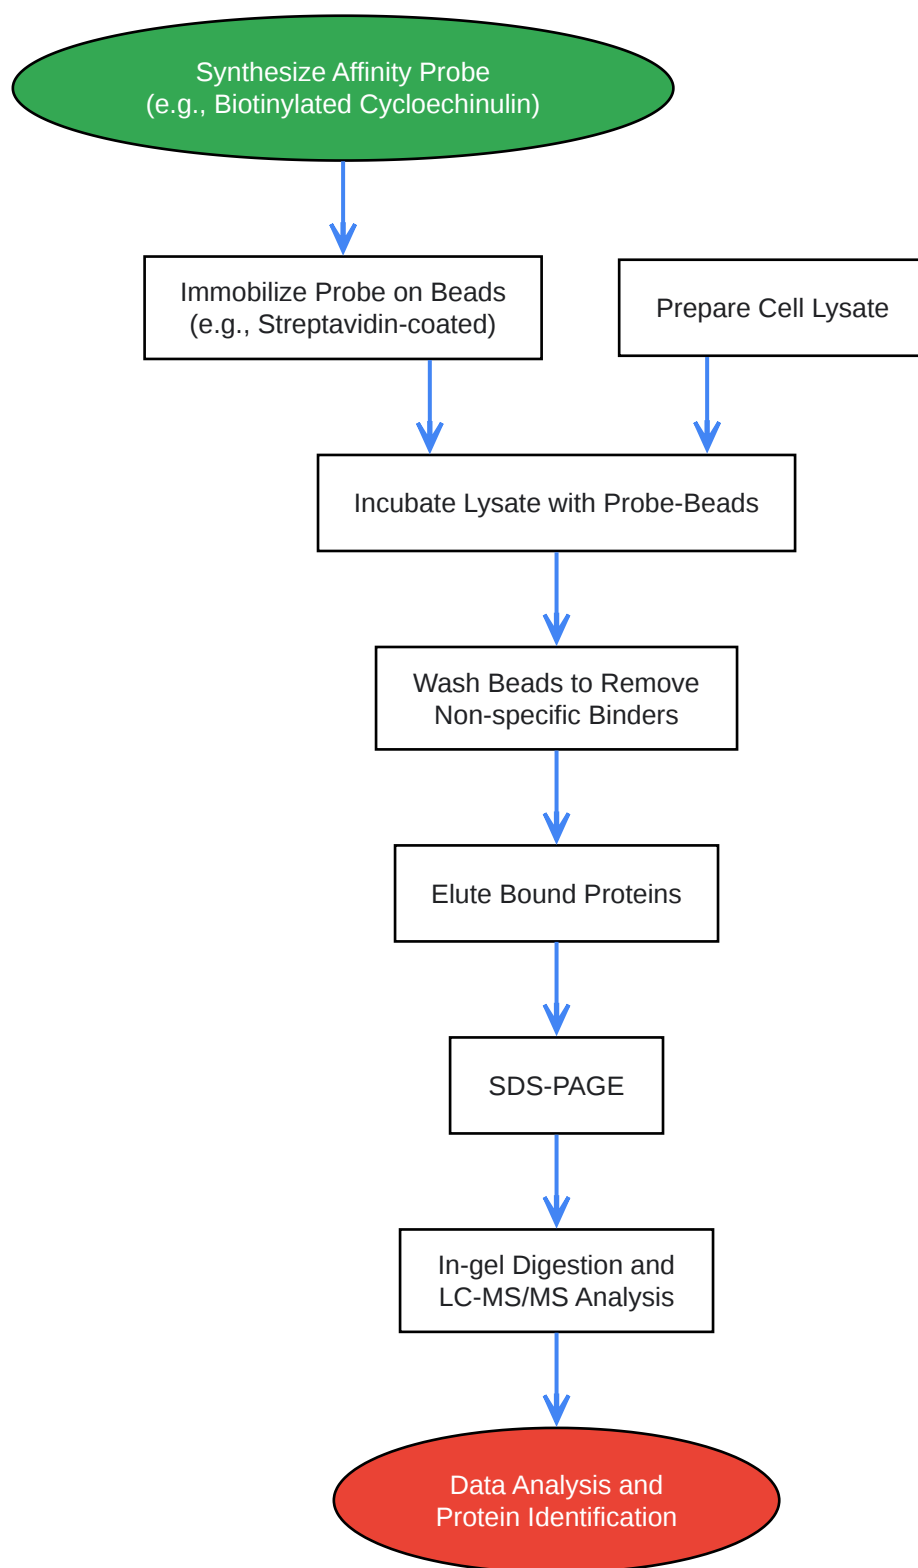 Synthesize Affinity Probe
(e.g., Biotinylated Cycloechinulin)
Immobilize Probe on Beads
(e.g., Streptavidin-coated)
Prepare Cell Lysate
Incubate Lysate with Probe-Beads
Wash Beads to Remove
Non-specific Binders
Elute Bound Proteins
SDS-PAGE
In-gel Digestion and
LC-MS/MS Analysis
Data Analysis and
Protein Identification